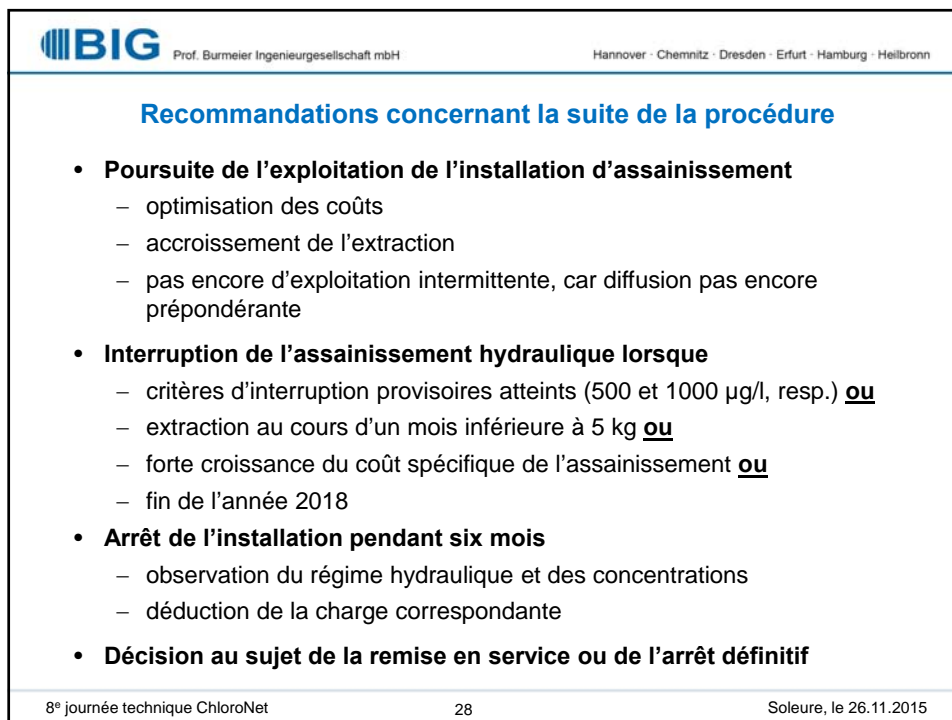 BIG Prof. Burmeier Ingenieurgesellschaft mbH Hannover · Chemnitz · Dresden · Erfurt · Hamburg · Heilbronn
Recommandations concernant la suite de la procédure
• Poursuite de l’exploitation de l’installation d’assainissement
– optimisation des coûts
– accroissement de l’extraction
– pas encore d’exploitation intermittente, car diffusion pas encore
prépondérante
• Interruption de l’assainissement hydraulique lorsque
– critères d’interruption provisoires atteints (500 et 1000 µg/l, resp.) ou
– extraction au cours d’un mois inférieure à 5 kg ou
– forte croissance du coût spécifique de l’assainissement ou
– fin de l’année 2018
• Arrêt de l’installation pendant six mois
– observation du régime hydraulique et des concentrations
– déduction de la charge correspondante
• Décision au sujet de la remise en service ou de l’arrêt définitif
8e journée technique ChloroNet 28 Soleure, le 26.11.2015